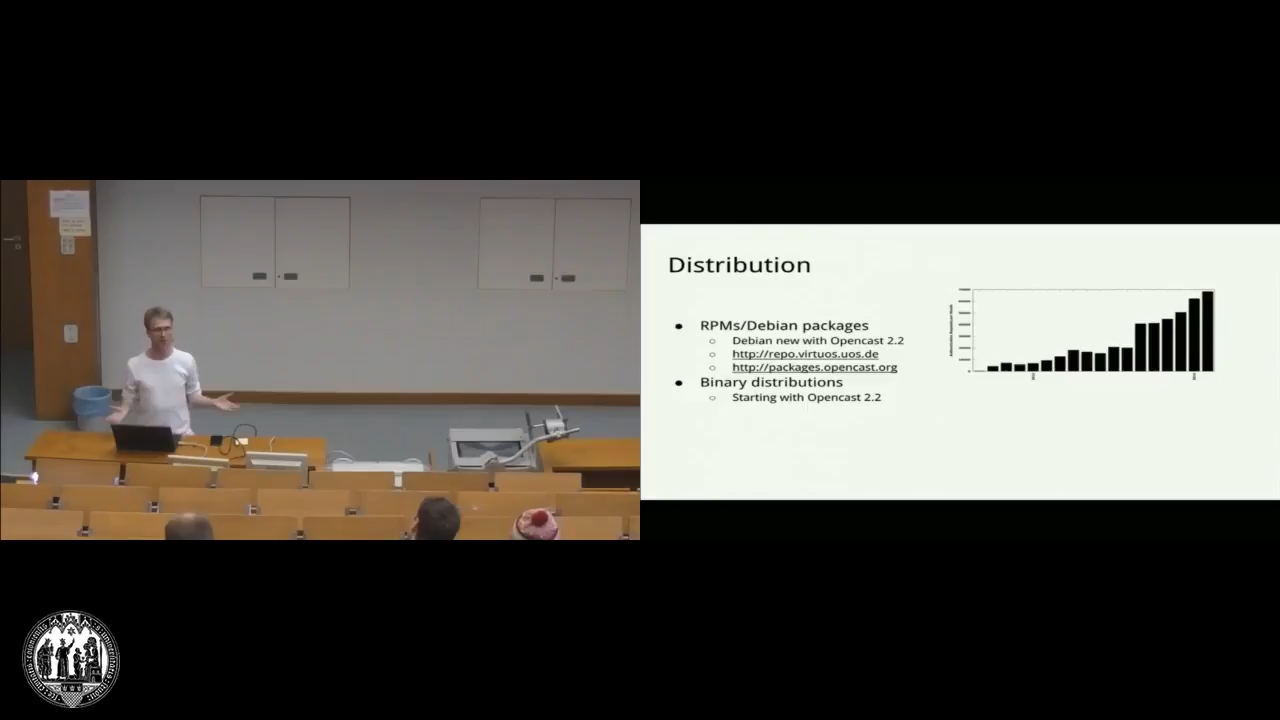 Distribution
● RPMs/Debian packages
○ Debian new with Opencast 2.2
○ http://repo.virtuos.uos.de
○ http://packages.opencast.org
● Binary distributions
○ Starting with Opencast 2.2